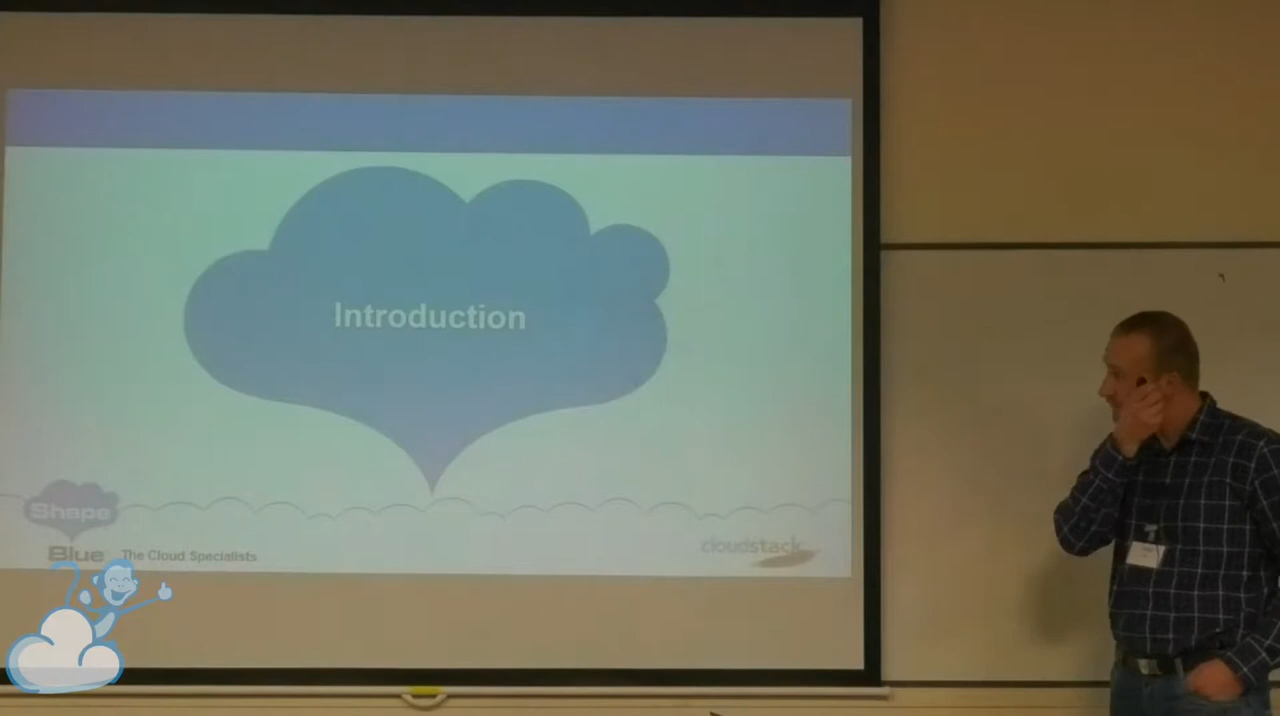 Introduction
Shape
Blue The Cloud Specialists
cloudstack